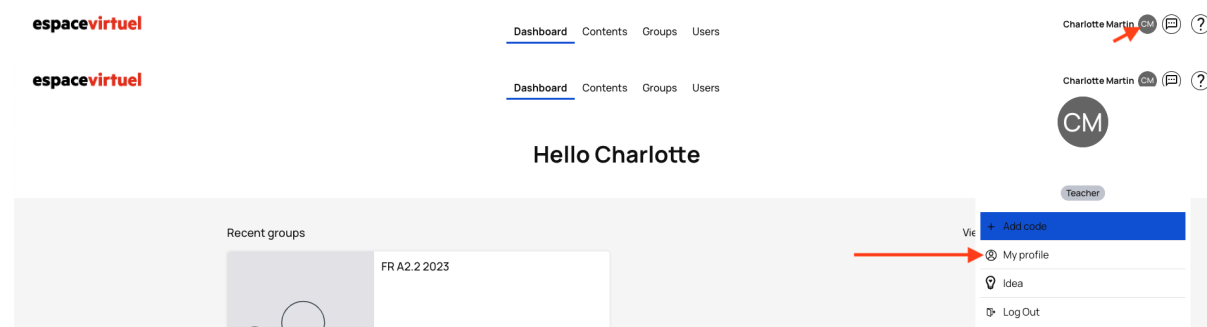 espacevirtuel
Dashboard Contents Groups Users
Charlotte Martin CM ?
espacevirtuel
Dashboard Contents Groups Users
Charlotte Martin CM ?
CM
Hello Charlotte
Teacher
Recent groups
Vie
+ Add code
FR A2.2 2023
My profile
Idea
Log Out